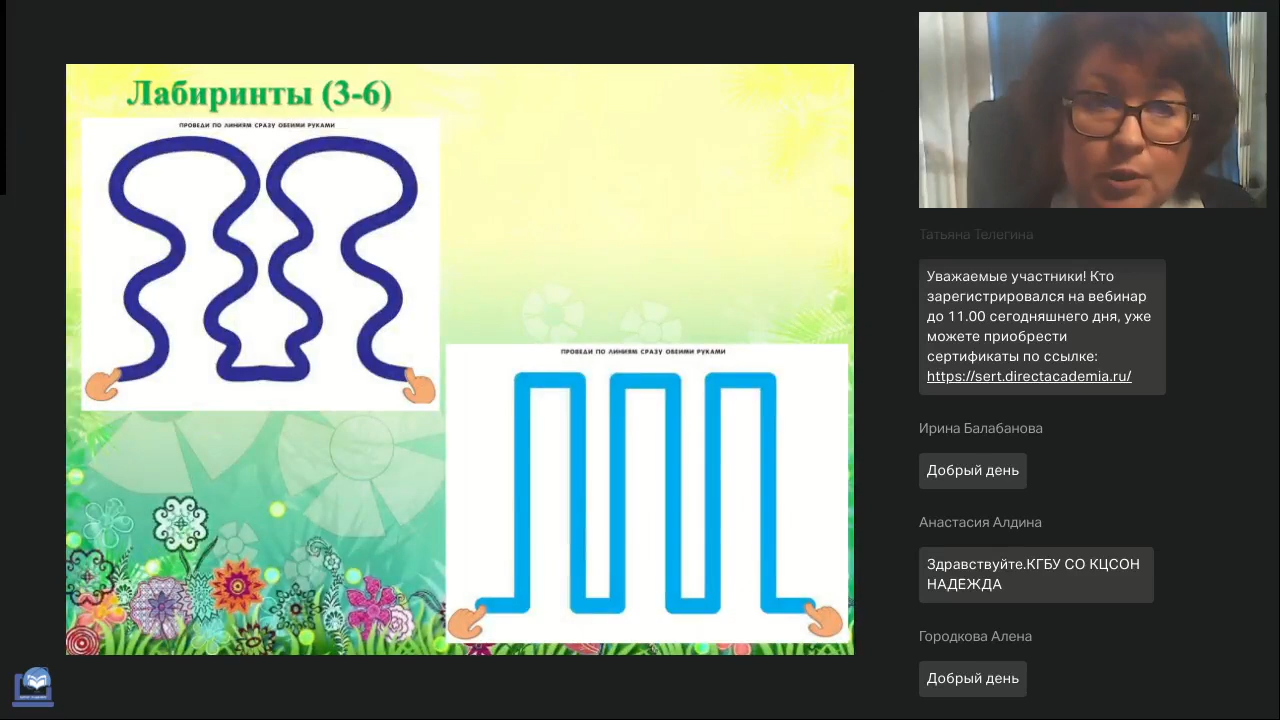 Лабиринты (3-6)
ПРОВЕДИ ПО ЛИНИЯМ СРАЗУ ОБЕИМИ РУКАМИ
ПРОВЕДИ ПО ЛИНИЯМ СРАЗУ ОБЕИМИ РУКАМИ
Татьяна Телегина
Уважаемые участники! Кто
зарегистрировался на вебинар
до 11.00 сегодняшнего дня, уже
можете приобрести
сертификаты по ссылке:
https://sert.directacademia.ru/
Ирина Балабанова
Добрый день
Анастасия Алдина
Здравствуйте.КГБУ СО КЦСОН
НАДЕЖДА
Городкова Алена
Добрый день